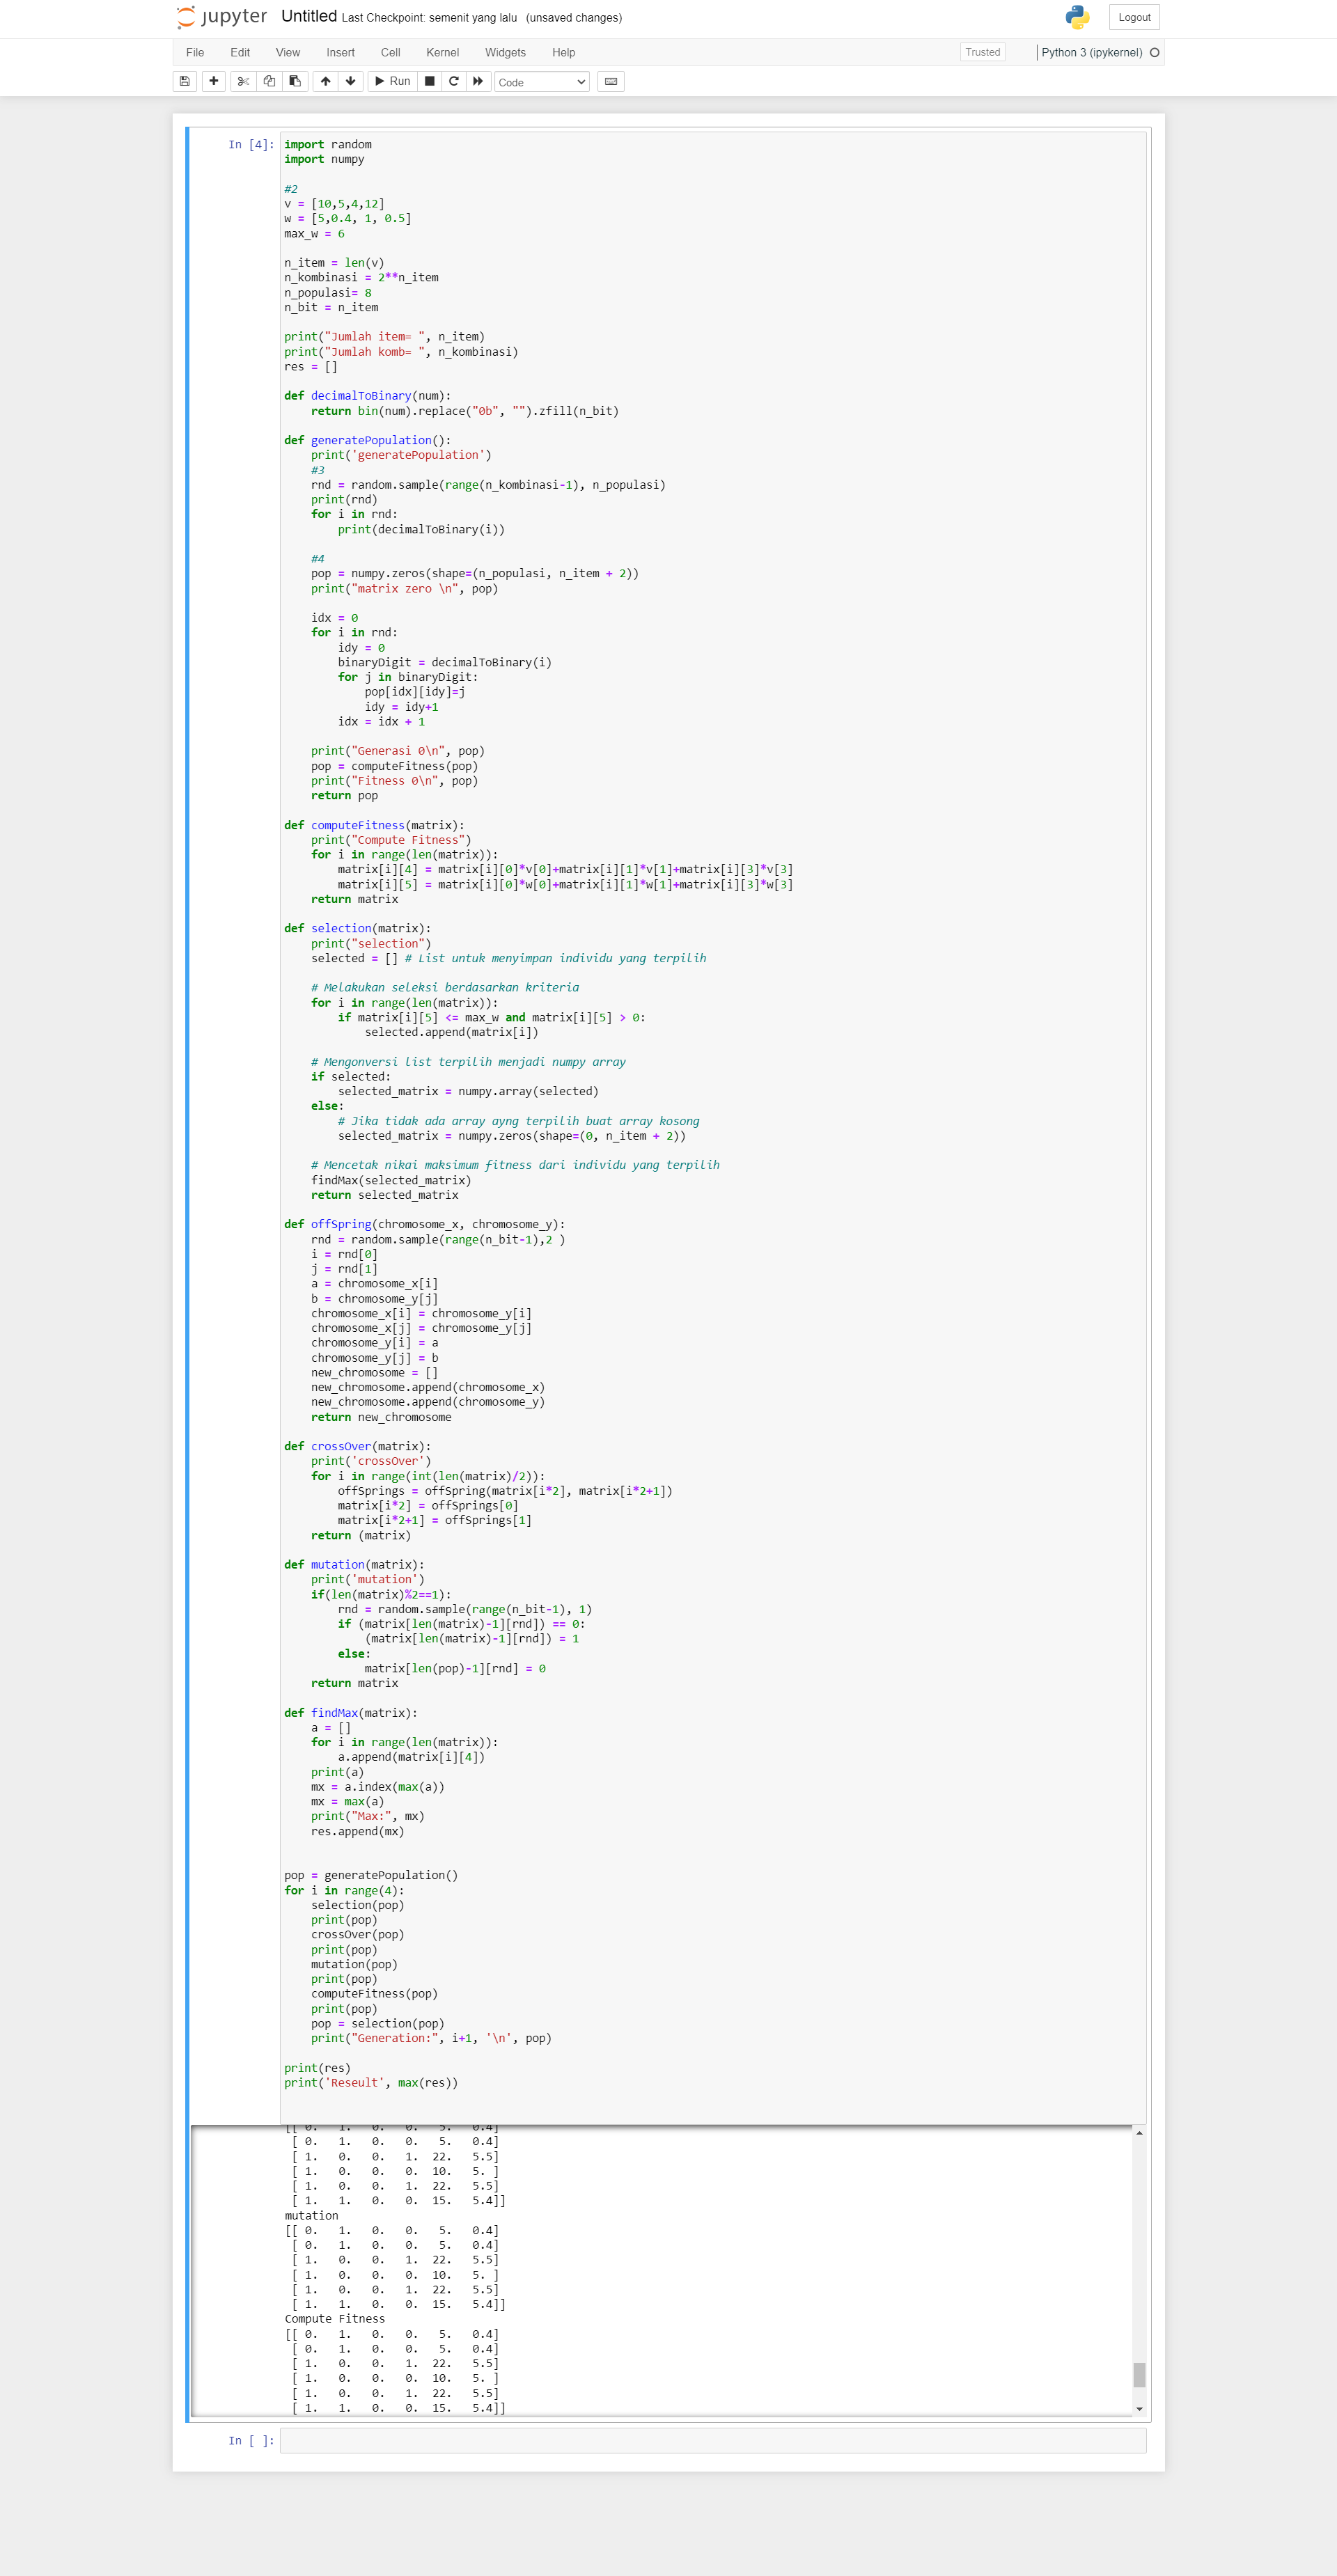 jupyter Untitled Last Checkpoint: semenit yang lalu (unsaved changes)
Logout
File Edit View Insert Cell Kernel Widgets Help Trusted Python 3 (ipykernel)
Run Code
In [4]: import random
import numpy
#2
v = [10,5,4,12]
w = [5,0.4, 1, 0.5]
max_w = 6
n_item = len(v)
n_kombinasi = 2**n_item
n_populasi= 8
n_bit = n_item
print("Jumlah item= ", n_item)
print("Jumlah komb= ", n_kombinasi)
res = []
def decimalToBinary(num):
    return bin(num).replace("0b", "").zfill(n_bit)
def generatePopulation():
    print('generatePopulation')
    #3
    rnd = random.sample(range(n_kombinasi-1), n_populasi)
    print(rnd)
    for i in rnd:
        print(decimalToBinary(i))
    #4
    pop = numpy.zeros(shape=(n_populasi, n_item + 2))
    print("matrix zero \n", pop)
    idx = 0
    for i in rnd:
        idy = 0
        binaryDigit = decimalToBinary(i)
        for j in binaryDigit:
            pop[idx][idy]=j
            idy = idy+1
        idx = idx + 1
    print("Generasi 0\n", pop)
    pop = computeFitness(pop)
    print("Fitness 0\n", pop)
    return pop
def computeFitness(matrix):
    print("Compute Fitness")
    for i in range(len(matrix)):
        matrix[i][4] = matrix[i][0]*v[0]+matrix[i][1]*v[1]+matrix[i][3]*v[3]
        matrix[i][5] = matrix[i][0]*w[0]+matrix[i][1]*w[1]+matrix[i][3]*w[3]
    return matrix
def selection(matrix):
    print("selection")
    selected = [] # List untuk menyimpan individu yang terpilih
    # Melakukan seleksi berdasarkan kriteria
    for i in range(len(matrix)):
        if matrix[i][5] <= max_w and matrix[i][5] > 0:
            selected.append(matrix[i])
    # Mengonversi list terpilih menjadi numpy array
    if selected:
        selected_matrix = numpy.array(selected)
    else:
        # Jika tidak ada array ayng terpilih buat array kosong
        selected_matrix = numpy.zeros(shape=(0, n_item + 2))
    # Mencetak nikai maksimum fitness dari individu yang terpilih
    findMax(selected_matrix)
    return selected_matrix
def offSpring(chromosome_x, chromosome_y):
    rnd = random.sample(range(n_bit-1),2 )
    i = rnd[0]
    j = rnd[1]
    a = chromosome_x[i]
    b = chromosome_y[j]
    chromosome_x[i] = chromosome_y[i]
    chromosome_x[j] = chromosome_y[j]
    chromosome_y[i] = a
    chromosome_y[j] = b
    new_chromosome = []
    new_chromosome.append(chromosome_x)
    new_chromosome.append(chromosome_y)
    return new_chromosome
def crossOver(matrix):
    print('crossOver')
    for i in range(int(len(matrix)/2)):
        offSprings = offSpring(matrix[i*2], matrix[i*2+1])
        matrix[i*2] = offSprings[0]
        matrix[i*2+1] = offSprings[1]
    return (matrix)
def mutation(matrix):
    print('mutation')
    if(len(matrix)%2==1):
        rnd = random.sample(range(n_bit-1), 1)
        if (matrix[len(matrix)-1][rnd]) == 0:
            (matrix[len(matrix)-1][rnd]) = 1
        else:
            matrix[len(pop)-1][rnd] = 0
    return matrix
def findMax(matrix):
    a = []
    for i in range(len(matrix)):
        a.append(matrix[i][4])
    print(a)
    mx = a.index(max(a))
    mx = max(a)
    print("Max:", mx)
    res.append(mx)
pop = generatePopulation()
for i in range(4):
    selection(pop)
    print(pop)
    crossOver(pop)
    print(pop)
    mutation(pop)
    print(pop)
    computeFitness(pop)
    print(pop)
    pop = selection(pop)
    print("Generation:", i+1, '\n', pop)
print(res)
print('Reseult', max(res))
[[ 0. 1. 0. 0. 5. 0.4]
[ 0. 1. 0. 0. 5. 0.4]
[ 1. 0. 0. 1. 22. 5.5]
[ 1. 0. 0. 0. 10. 5. ]
[ 1. 0. 0. 1. 22. 5.5]
[ 1. 1. 0. 0. 15. 5.4]]
mutation
[[ 0. 1. 0. 0. 5. 0.4]
[ 0. 1. 0. 0. 5. 0.4]
[ 1. 0. 0. 1. 22. 5.5]
[ 1. 0. 0. 0. 10. 5. ]
[ 1. 0. 0. 1. 22. 5.5]
[ 1. 1. 0. 0. 15. 5.4]]
Compute Fitness
[[ 0. 1. 0. 0. 5. 0.4]
[ 0. 1. 0. 0. 5. 0.4]
[ 1. 0. 0. 1. 22. 5.5]
[ 1. 0. 0. 0. 10. 5. ]
[ 1. 0. 0. 1. 22. 5.5]
[ 1. 1. 0. 0. 15. 5.4]]
In [ ]: